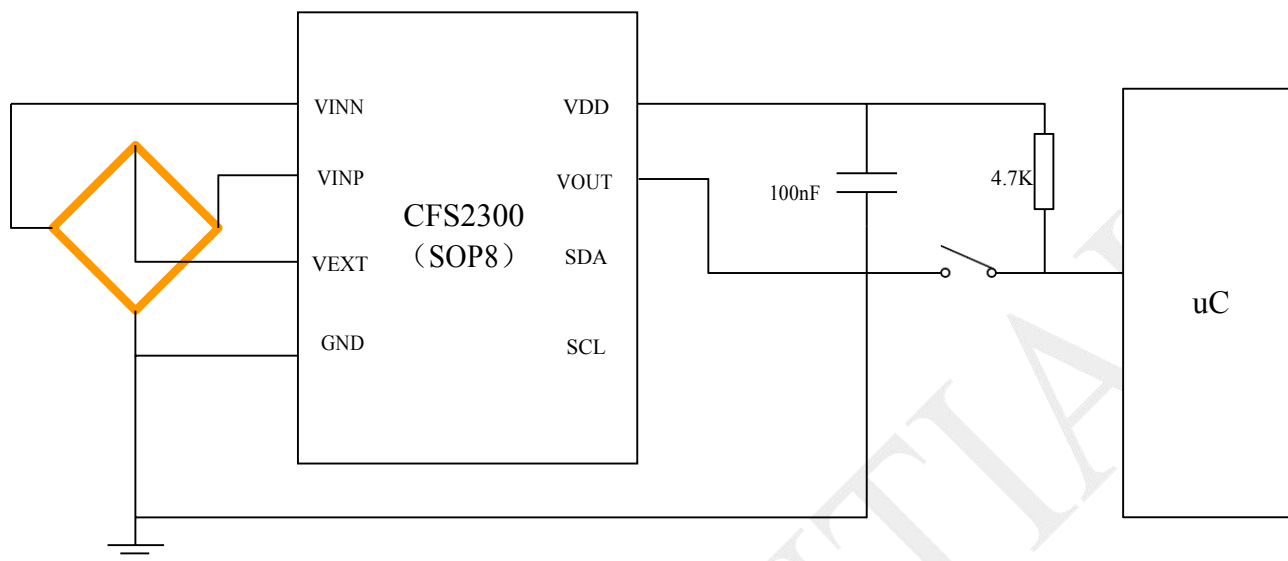 VINN
VINP
VEXT
GND
CFS2300
（SOP8）
VDD
VOUT
SDA
SCL
100nF
4.7K
uC